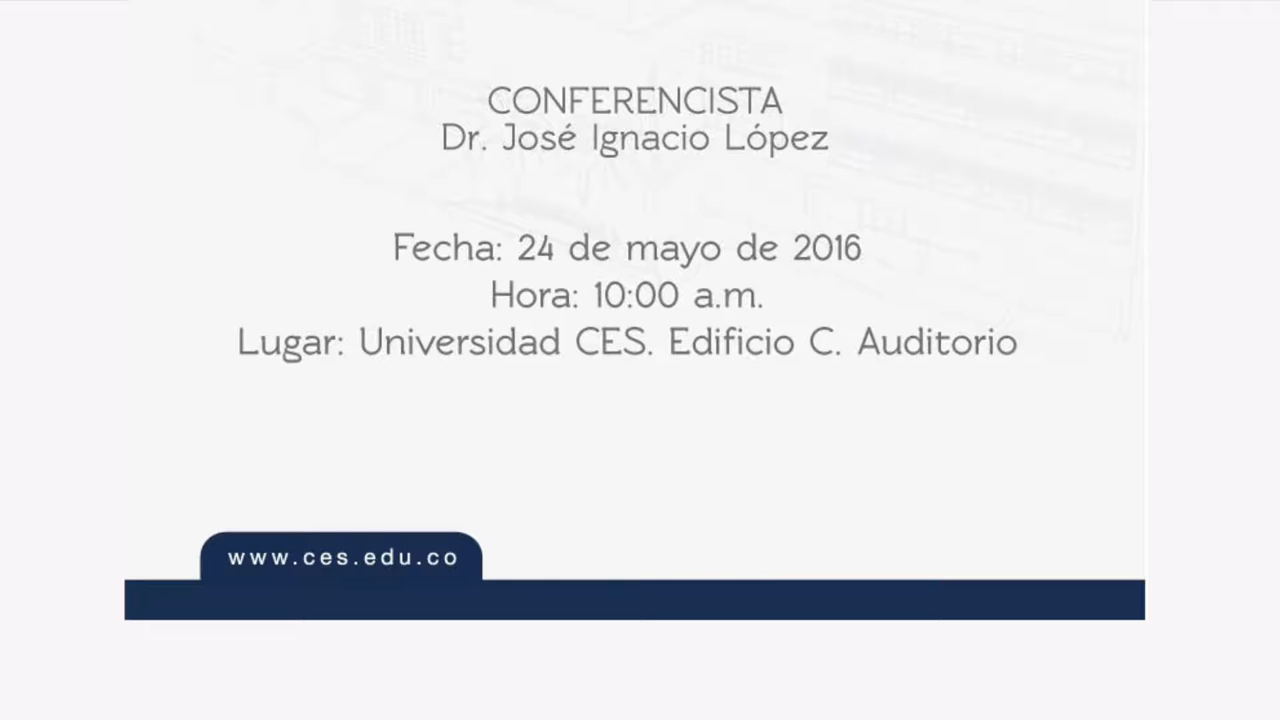 CONFERENCISTA
Dr. José Ignacio López
Fecha: 24 de mayo de 2016
Hora: 10:00 a.m.
Lugar: Universidad CES. Edificio C. Auditorio
www.ces.edu.co